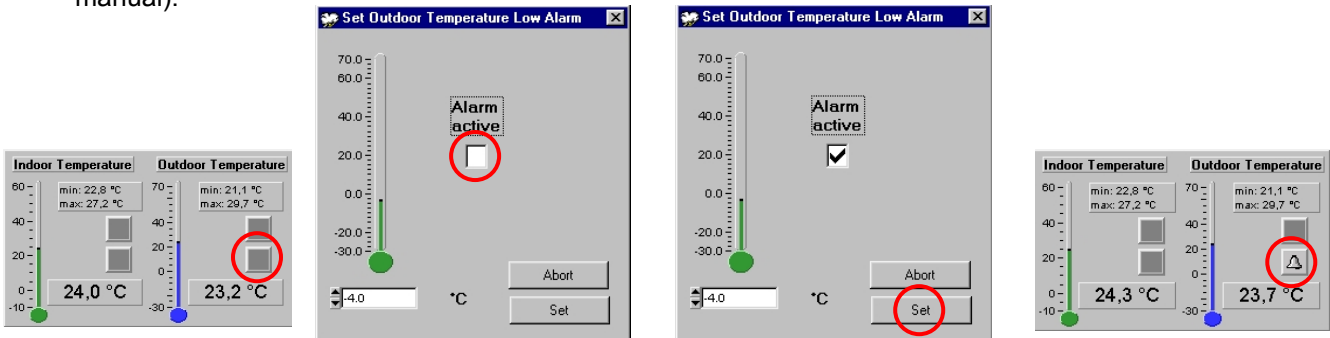 manual).
Indoor Temperature
Outdoor Temperature
60
40
20
0
-10
min: 22,8 °C
max: 27,2 °C
24,0 °C
70
40
20
0
-30
min: 21,1 °C
max: 29,7 °C
23,2 °C
Set Outdoor Temperature Low Alarm
70.0
60.0
40.0
20.0
0.0
-20.0
-30.0
Alarm
active
-4.0
°C
Abort
Set
Set Outdoor Temperature Low Alarm
70.0
60.0
40.0
20.0
0.0
-20.0
-30.0
Alarm
active
-4.0
°C
Abort
Set
Indoor Temperature
Outdoor Temperature
60
40
20
0
-10
min: 22,8 °C
max: 27,2 °C
24,3 °C
70
40
20
0
-30
min: 21,1 °C
max: 29,7 °C
23,7 °C